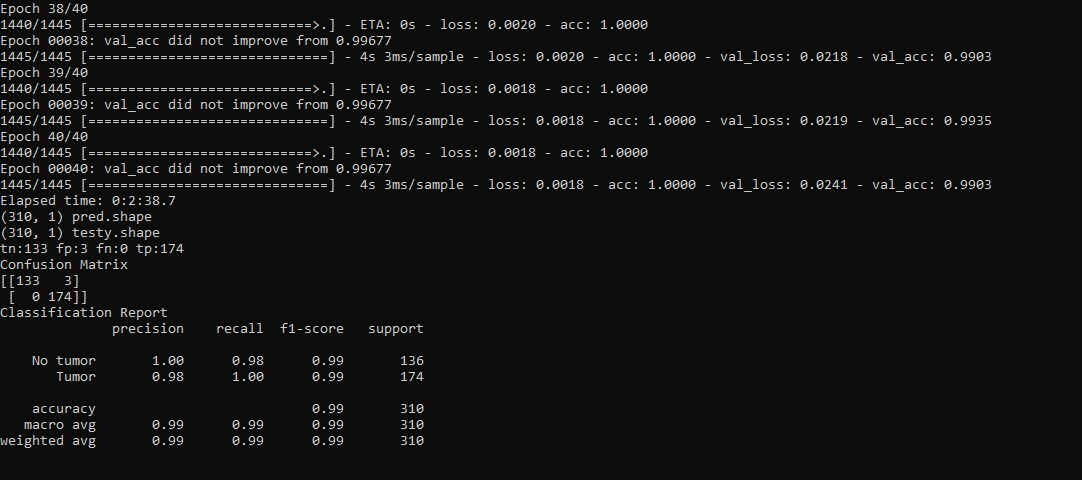 Epoch 38/40
1440/1445 [============================>.] - ETA: 0s - loss: 0.0020 - acc: 1.0000
Epoch 00038: val_acc did not improve from 0.99677
1445/1445 [==============================] - 4s 3ms/sample - loss: 0.0020 - acc: 1.0000 - val_loss: 0.0218 - val_acc: 0.9903
Epoch 39/40
1440/1445 [============================>.] - ETA: 0s - loss: 0.0018 - acc: 1.0000
Epoch 00039: val_acc did not improve from 0.99677
1445/1445 [==============================] - 4s 3ms/sample - loss: 0.0018 - acc: 1.0000 - val_loss: 0.0219 - val_acc: 0.9935
Epoch 40/40
1440/1445 [============================>.] - ETA: 0s - loss: 0.0018 - acc: 1.0000
Epoch 00040: val_acc did not improve from 0.99677
1445/1445 [==============================] - 4s 3ms/sample - loss: 0.0018 - acc: 1.0000 - val_loss: 0.0241 - val_acc: 0.9903
Elapsed time: 0:2:38.7
(310, 1) pred.shape
(310, 1) testy.shape
tn:133 fp:3 fn:0 tp:174
Confusion Matrix
[[133   3]
 [  0 174]]
Classification Report
              precision    recall  f1-score   support

    No tumor       1.00      0.98      0.99       136
       Tumor       0.98      1.00      0.99       174

    accuracy                           0.99       310
   macro avg       0.99      0.99      0.99       310
weighted avg       0.99      0.99      0.99       310